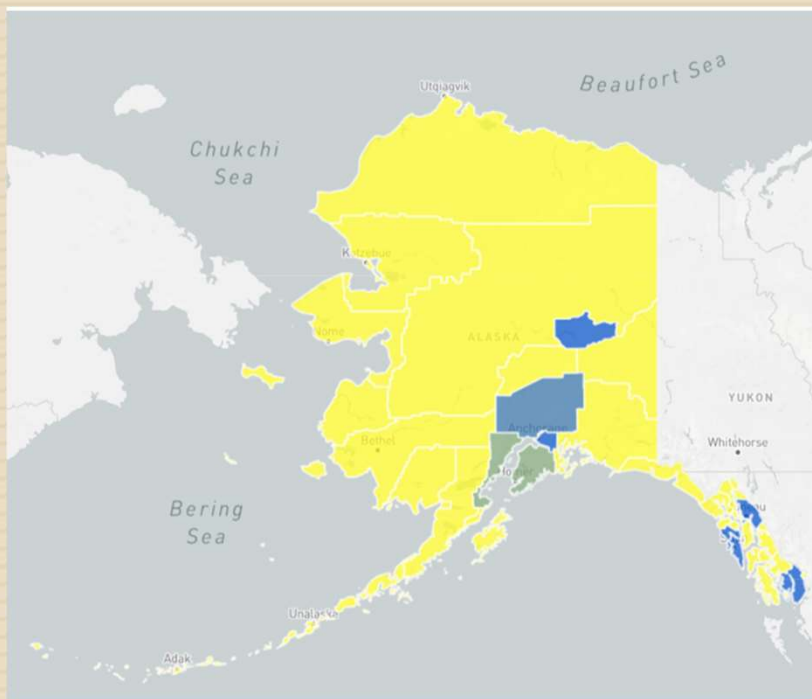 Utqiagvik
Beaufort Sea
Chukchi
Sea
Kotzebue
Nome
ALASKA
YUKON
Anchorage
Whitehorse
Bethel
Homer
Bering
Sea
Unalaska
Adak